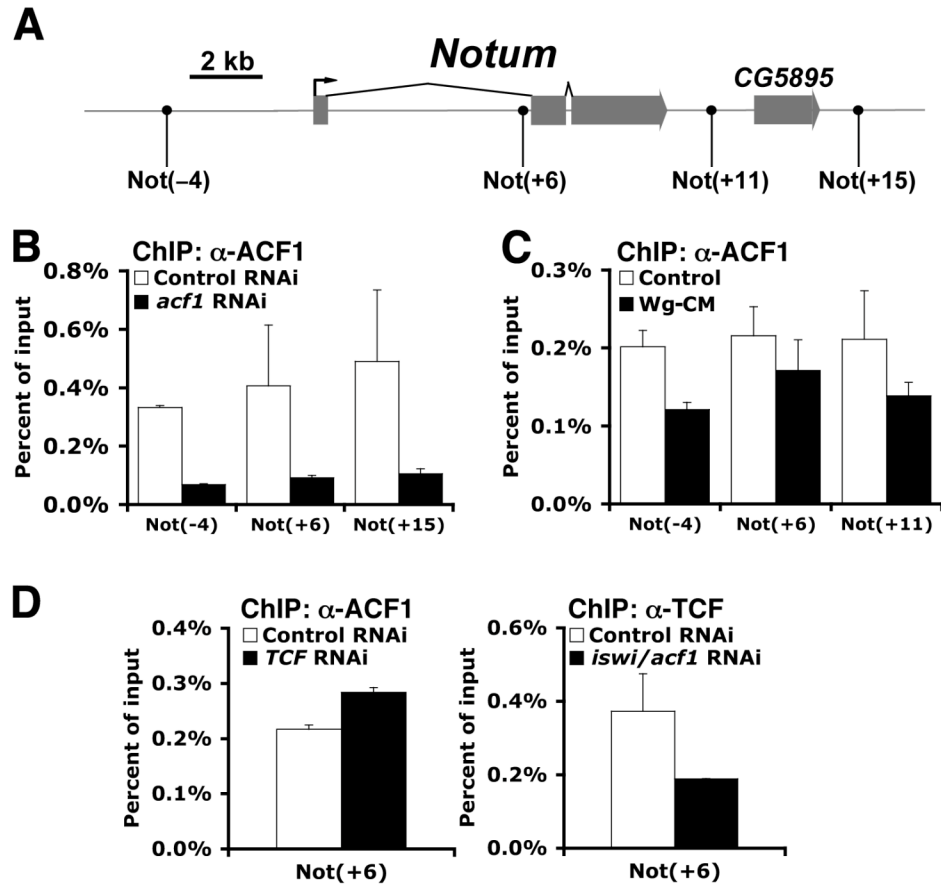 A
2 kb
Notum
CG5895
Not(−4)
Not(+6)
Not(+11)
Not(+15)
B
ChIP: α-ACF1
Control RNAi
acf1 RNAi
Percent of input
0.8%
0.6%
0.4%
0.2%
0.0%
Not(-4)
Not(+6)
Not(+15)
C
ChIP: α-ACF1
Control
Wg-CM
Percent of input
0.3%
0.2%
0.1%
0.0%
Not(-4)
Not(+6)
Not(+11)
D
ChIP: α-ACF1
Control RNAi
TCF RNAi
Percent of input
0.4%
0.3%
0.2%
0.1%
0.0%
Not(+6)
ChIP: α-TCF
Control RNAi
iswi/acf1 RNAi
Percent of input
0.6%
0.4%
0.2%
0.0%
Not(+6)